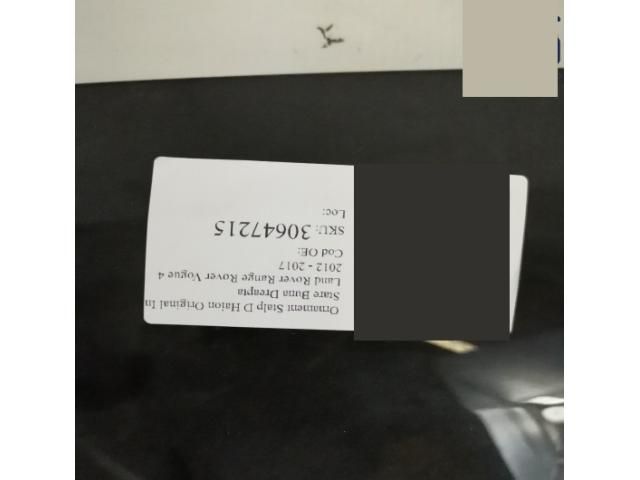 Ornament Stalp D Haion Original In
Stare Buna Dreapta
Land Rover Range Rover Vogue 4
2012 - 2017
Cod OE:
SKU: 30647215
Loc: